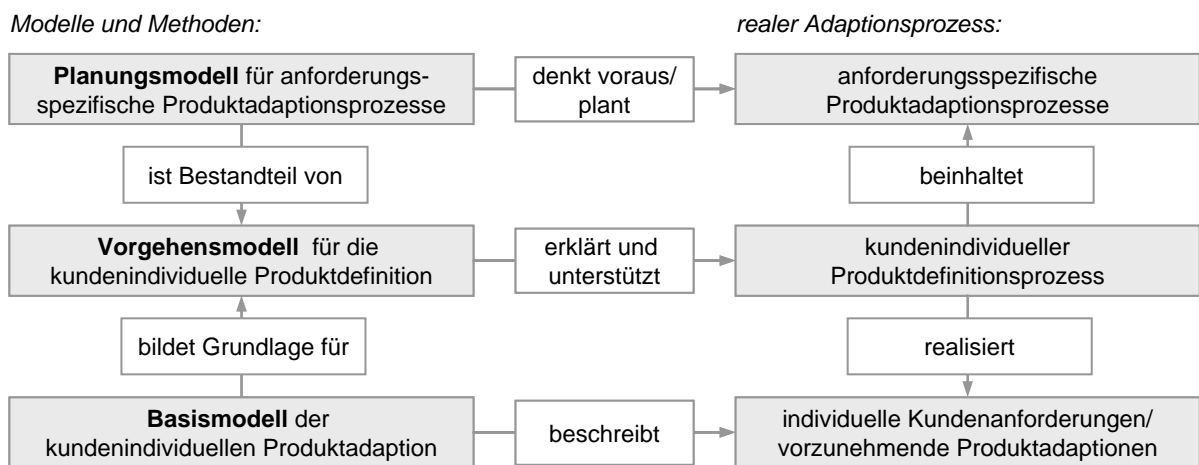 Modelle und Methoden:
realer Adaptionsprozess:
Planungsmodell für anforderungs-
spezifische Produktadaptionsprozesse
denkt voraus/
plant
anforderungsspezifische
Produktadaptionsprozesse
ist Bestandteil von
beinhaltet
Vorgehensmodell für die
kundenindividuelle Produktdefinition
erklärt und
unterstützt
kundenindividueller
Produktdefinitionsprozess
bildet Grundlage für
realisiert
Basismodell der
kundenindividuellen Produktadaption
beschreibt
individuelle Kundenanforderungen/
vorzunehmende Produktadaptionen